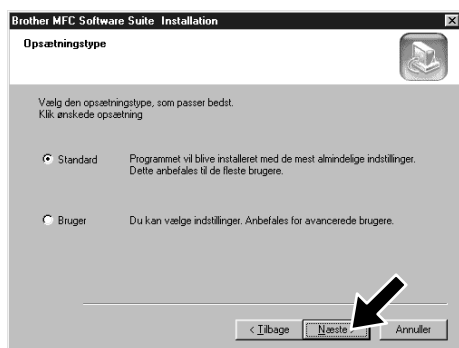 Brother MFC Software Suite Installation
Opsætningstype
Vælg den opsætningstype, som passer bedst.
Klik ønskede opsætning
Standard
Programmet vil blive installeret med de mest almindelige indstillinger.
Dette anbefales til de fleste brugere.
Bruger
Du kan vælge indstillinger. Anbefales for avancerede brugere.
< Tilbage
Næste
Annuller